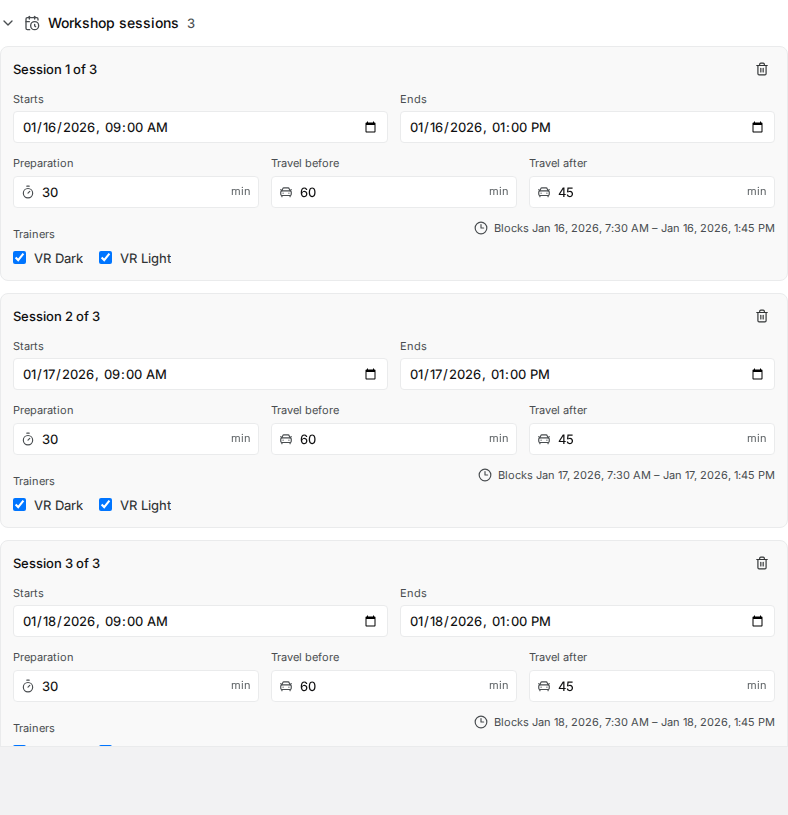 Workshop sessions 3
Session 1 of 3
Starts Ends
01/16/2026, 09:00 AM 01/16/2026, 01:00 PM
Preparation Travel before Travel after
30 min 60 min 45 min
Blocks Jan 16, 2026, 7:30 AM – Jan 16, 2026, 1:45 PM
Trainers
VR Dark VR Light
Session 2 of 3
Starts Ends
01/17/2026, 09:00 AM 01/17/2026, 01:00 PM
Preparation Travel before Travel after
30 min 60 min 45 min
Blocks Jan 17, 2026, 7:30 AM – Jan 17, 2026, 1:45 PM
Trainers
VR Dark VR Light
Session 3 of 3
Starts Ends
01/18/2026, 09:00 AM 01/18/2026, 01:00 PM
Preparation Travel before Travel after
30 min 60 min 45 min
Blocks Jan 18, 2026, 7:30 AM – Jan 18, 2026, 1:45 PM
Trainers